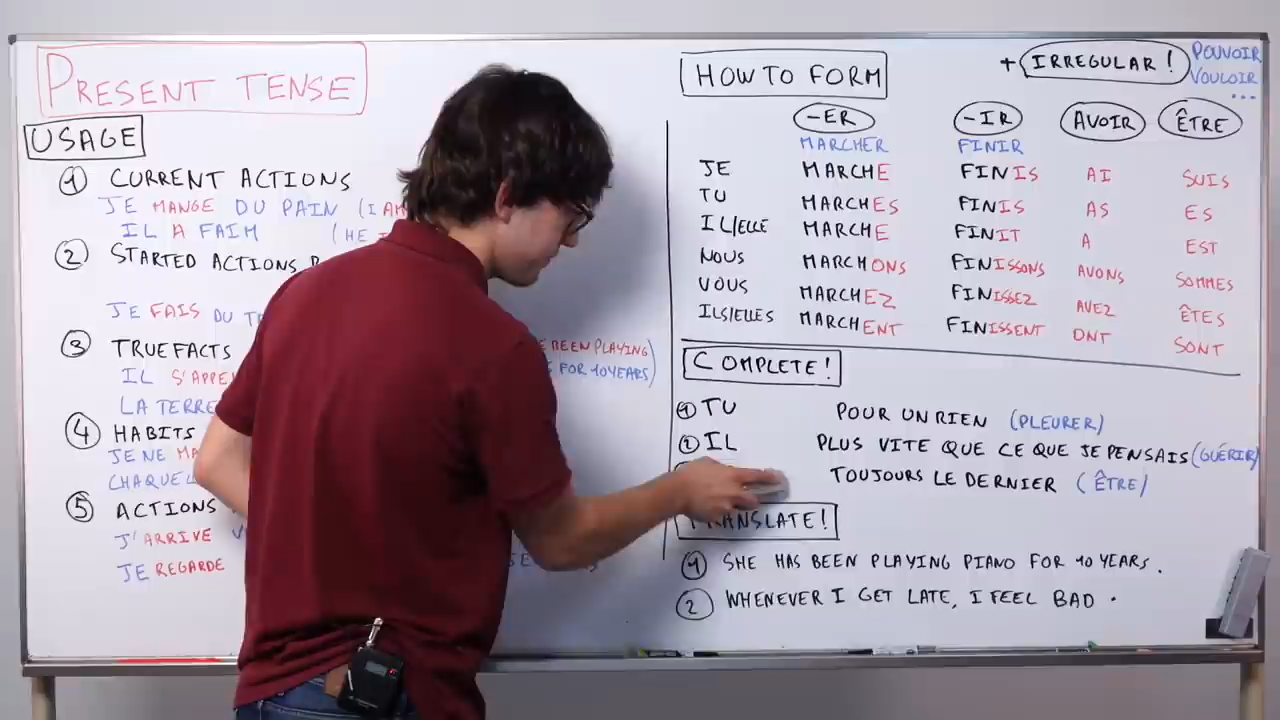 PRESENT TENSE
USAGE
1 CURRENT ACTIONS
JE MANGE DU PAIN (I AM
IL A FAIM (HE
2 STARTED ACTIONS
JE FAIS DU
BEEN PLAYING
FOR 10 YEARS)
3 TRUE FACTS
IL S'APPE
LA TERRE
4 HABITS
JE NE MA
CHAQUE
5 ACTIONS
J'ARRIVE
JE REGARDE
HOW TO FORM
+ IRREGULAR! POUVOIR
VOULOIR
...
-ER -IR AVOIR ÊTRE
MARCHER FINIR
JE MARCHE FINIS AI SUIS
TU MARCHES FINIS AS ES
IL/ELLE MARCHE FINIT A EST
NOUS MARCHONS FINISSONS AVONS SOMMES
VOUS MARCHEZ FINISSEZ AVEZ ÊTES
ILS/ELLES MARCHENT FINISSENT ONT SONT
COMPLETE!
1 TU POUR UN RIEN (PLEURER)
2 IL PLUS VITE QUE CE QUE JE PENSAIS (GUÉRIR)
TOUJOURS LE DERNIER (ÊTRE)
TRANSLATE!
1 SHE HAS BEEN PLAYING PIANO FOR 10 YEARS.
2 WHENEVER I GET LATE, I FEEL BAD.